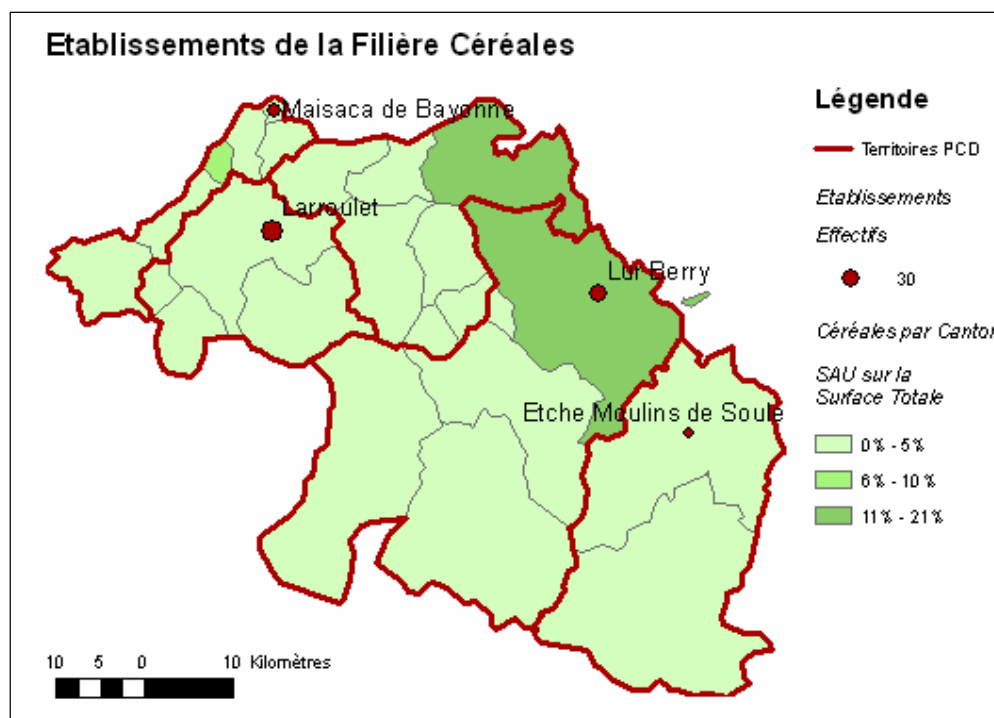 Etablissements de la Filière Céréales
Maisaca de Bayonne
Larroulet
Lur Berry
Etche Moulins de Soule
10 5 0 10 Kilomètres
Légende
Territoires PCD
Etablissements
Effectifs
30
Céréales par Canton
SAU sur la
Surface Totale
0% - 5%
6% - 10%
11% - 21%